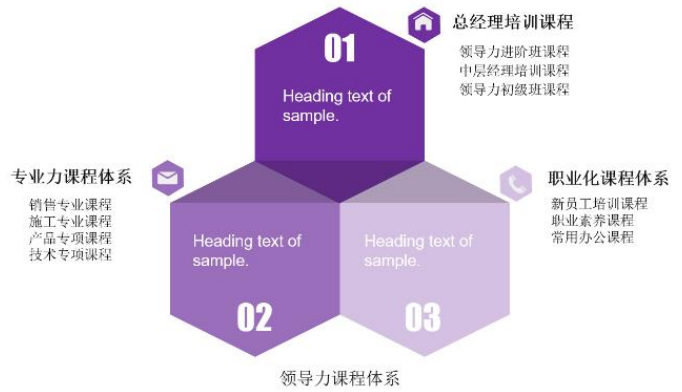 01
Heading text of
sample.
总经理培训课程
领导力进阶班课程
中层经理培训课程
领导力初级班课程
专业力课程体系
销售专业课程
施工专业课程
产品专项课程
技术专项课程
Heading text of
sample.
02
Heading text of
sample.
03
职业化课程体系
新员工培训课程
职业素养课程
常用办公课程
领导力课程体系